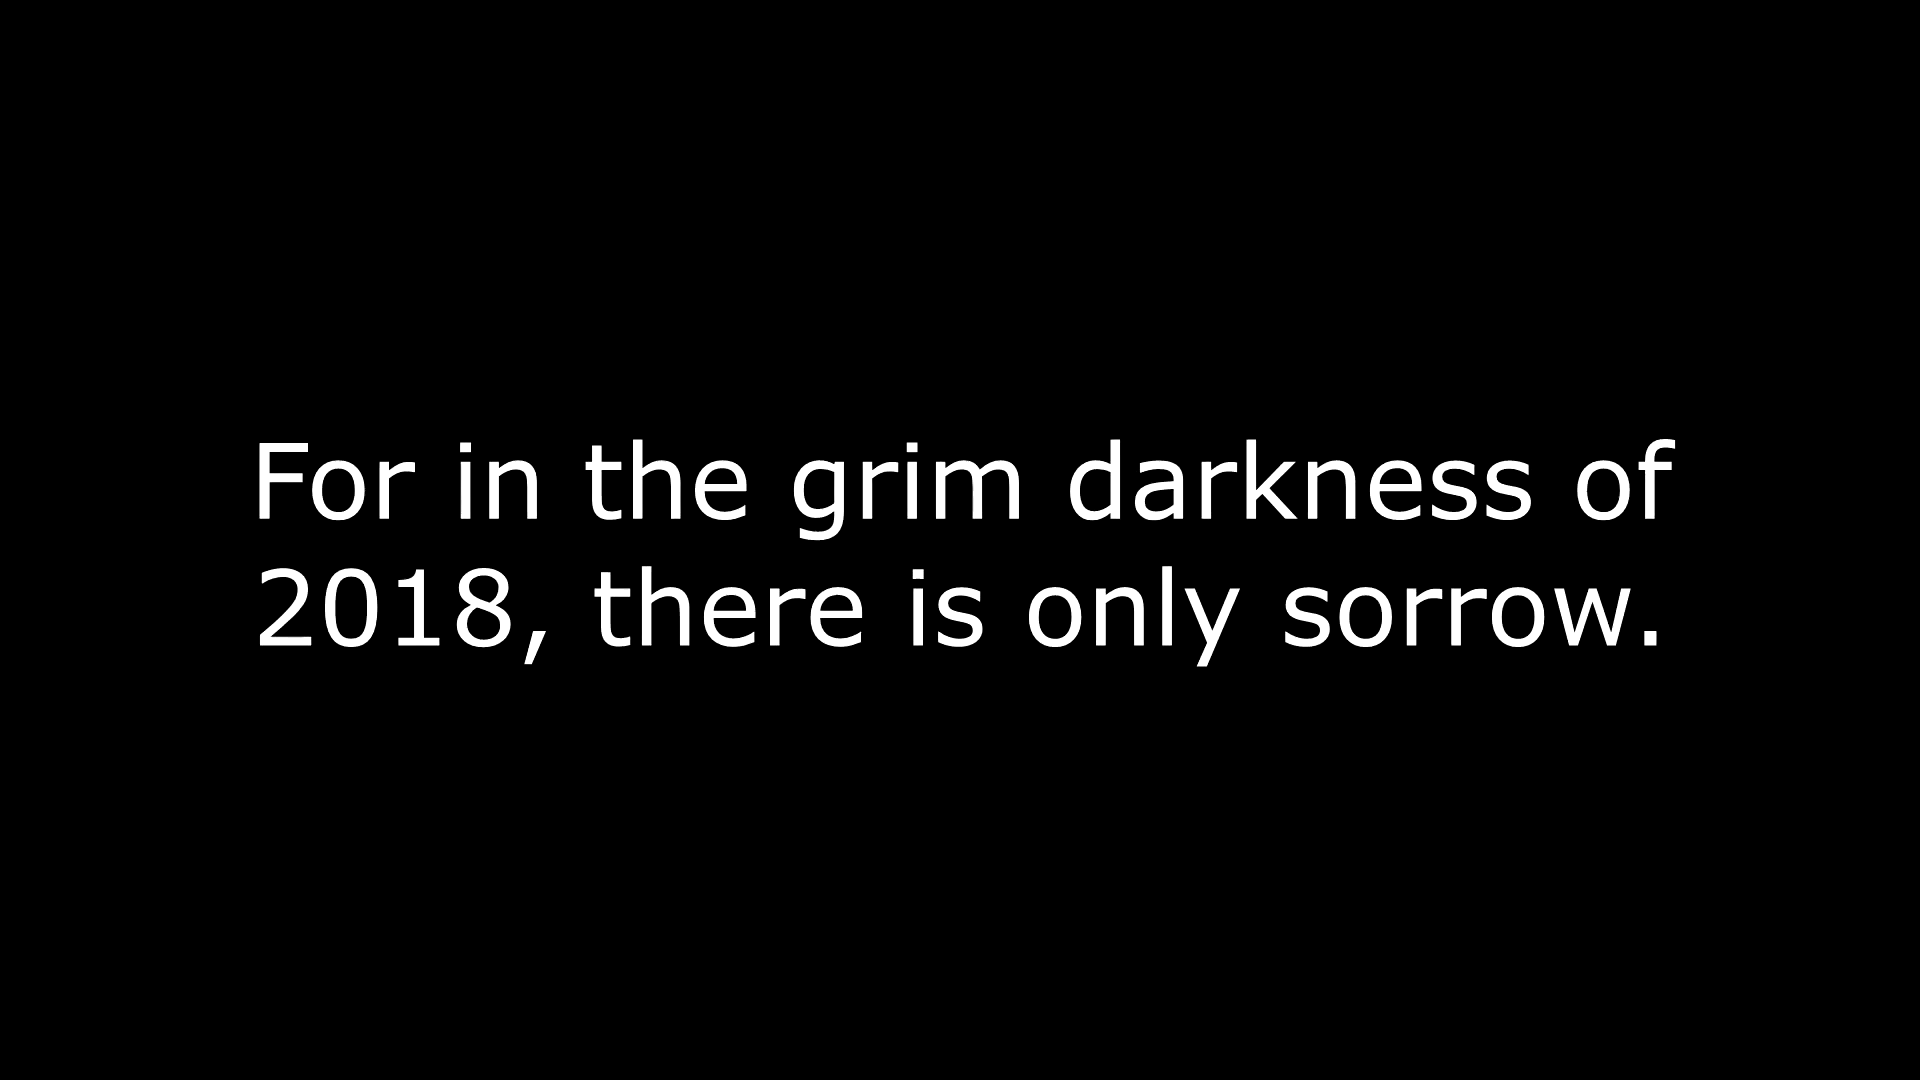 For in the grim darkness of
2018, there is only sorrow.